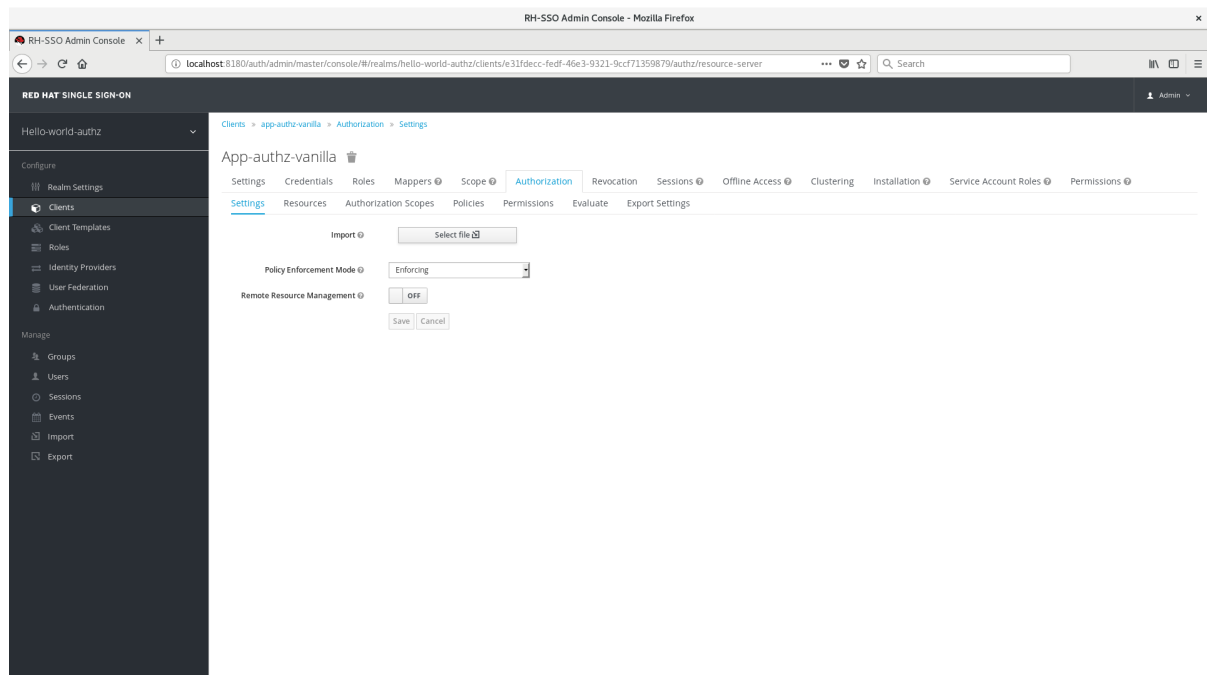 RH-SSO Admin Console - Mozilla Firefox
RH-SSO Admin Console
localhost:8180/auth/admin/master/console/#/realms/hello-world-authz/clients/e31fdecc-fedf-46e3-9321-9ccf71359879/authz/resource-server
Search
RED HAT SINGLE SIGN-ON
Admin
Hello-world-authz
Clients » app-authz-vanilla » Authorization » Settings
App-authz-vanilla
Settings Credentials Roles Mappers Scope Authorization Revocation Sessions Offline Access Clustering Installation Service Account Roles Permissions
Settings Resources Authorization Scopes Policies Permissions Evaluate Export Settings
Import Select file
Policy Enforcement Mode Enforcing
Remote Resource Management OFF
Save Cancel
Configure
Realm Settings
Clients
Client Templates
Roles
Identity Providers
User Federation
Authentication
Manage
Groups
Users
Sessions
Events
Import
Export